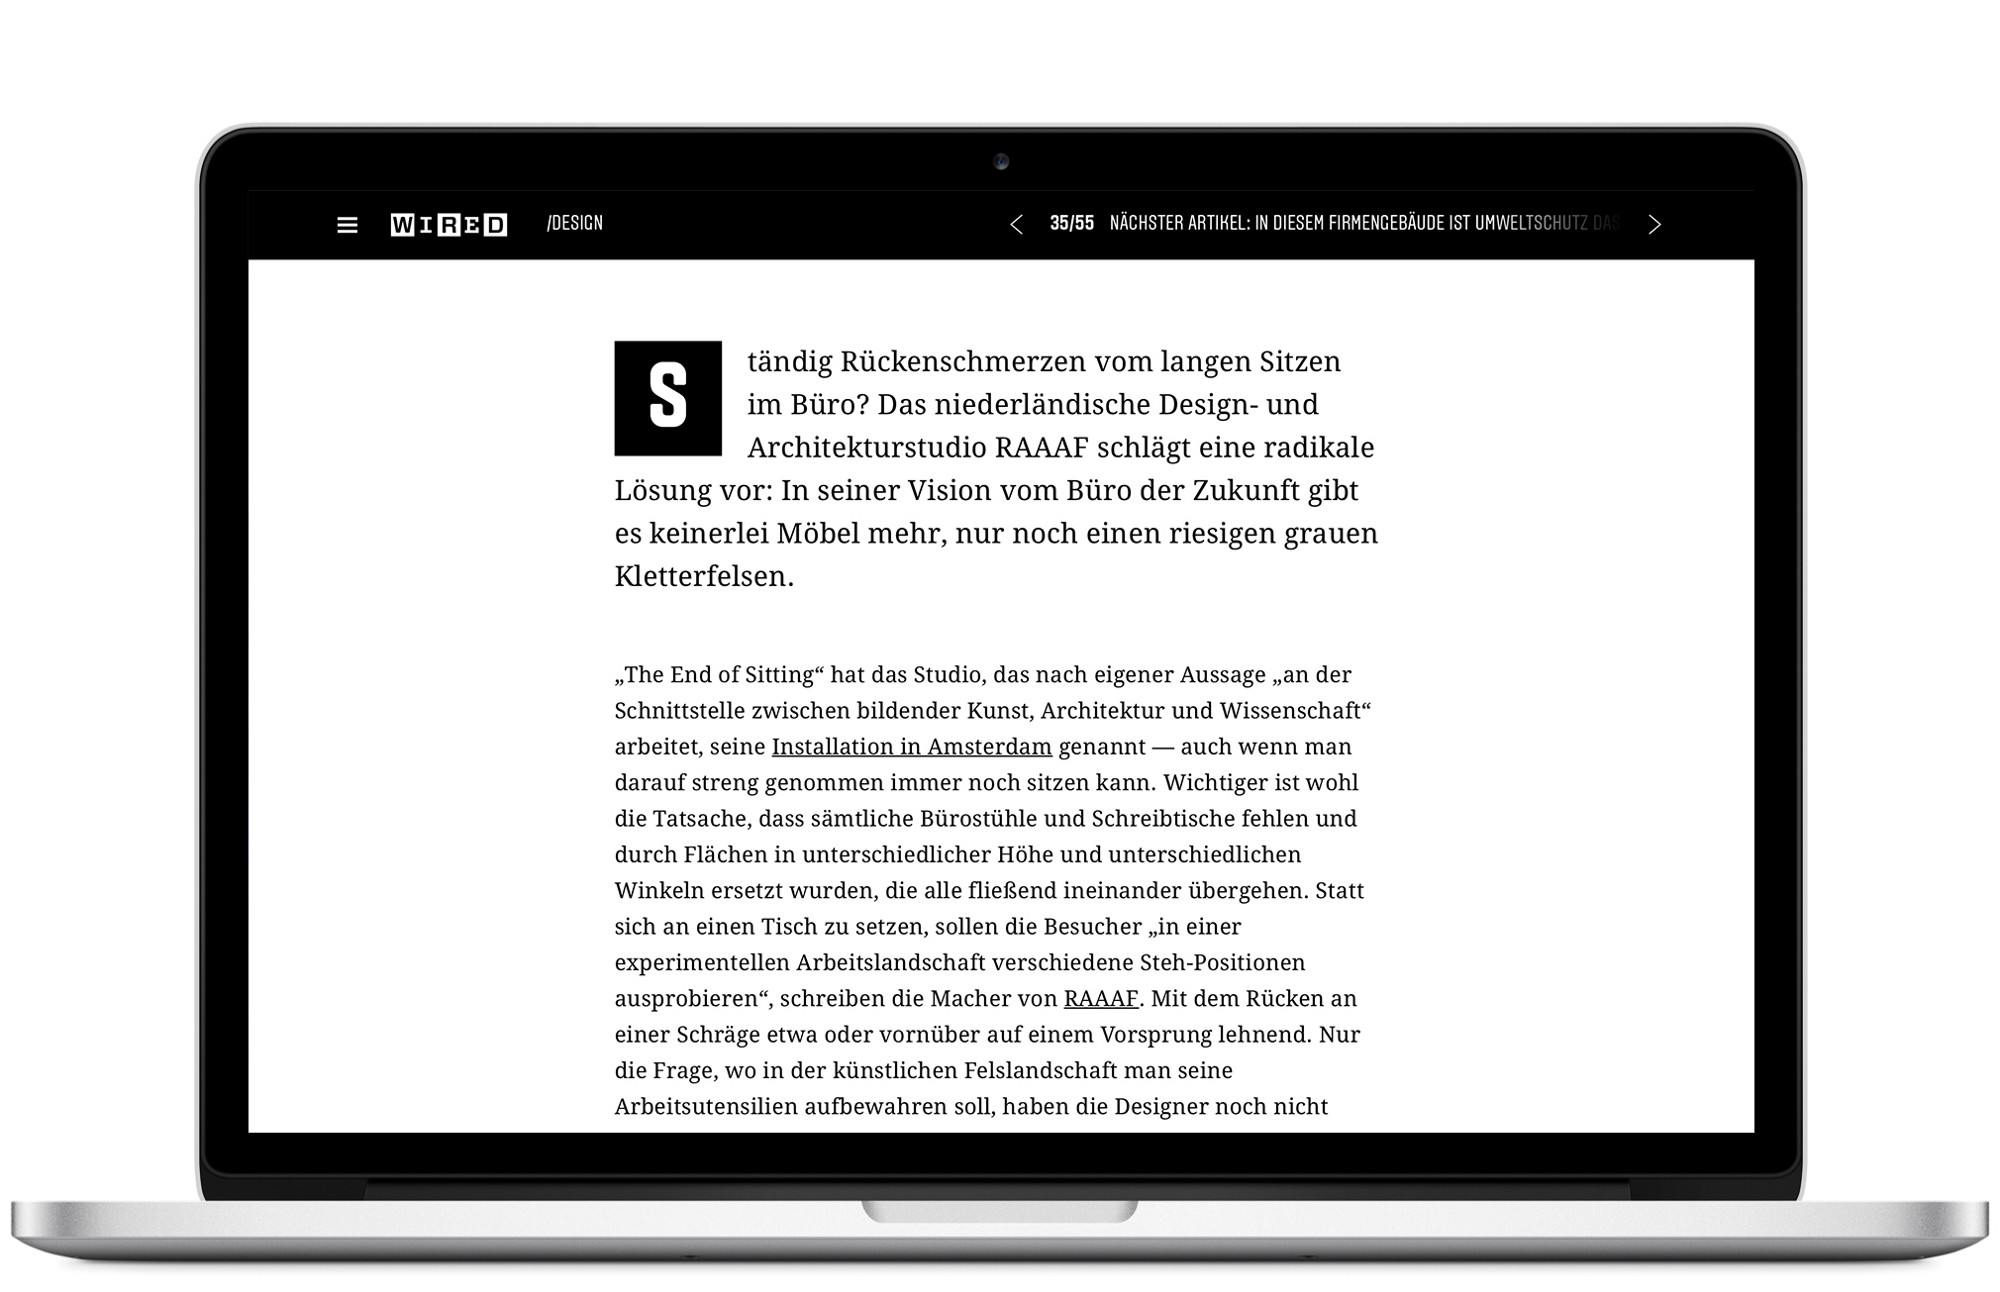 WIRED /DESIGN 35/55 NÄCHSTER ARTIKEL: IN DIESEM FIRMENGEBÄUDE IST UMWELTSCHUTZ DAS
Ständig Rückenschmerzen vom langen Sitzen
im Büro? Das niederländische Design- und
Architekturstudio RAAAF schlägt eine radikale
Lösung vor: In seiner Vision vom Büro der Zukunft gibt
es keinerlei Möbel mehr, nur noch einen riesigen grauen
Kletterfelsen.
„The End of Sitting“ hat das Studio, das nach eigener Aussage „an der
Schnittstelle zwischen bildender Kunst, Architektur und Wissenschaft“
arbeitet, seine Installation in Amsterdam genannt — auch wenn man
darauf streng genommen immer noch sitzen kann. Wichtiger ist wohl
die Tatsache, dass sämtliche Bürostühle und Schreibtische fehlen und
durch Flächen in unterschiedlicher Höhe und unterschiedlichen
Winkeln ersetzt wurden, die alle fließend ineinander übergehen. Statt
sich an einen Tisch zu setzen, sollen die Besucher „in einer
experimentellen Arbeitslandschaft verschiedene Steh-Positionen
ausprobieren“, schreiben die Macher von RAAAF. Mit dem Rücken an
einer Schräge etwa oder vornüber auf einem Vorsprung lehnend. Nur
die Frage, wo in der künstlichen Felslandschaft man seine
Arbeitsutensilien aufbewahren soll, haben die Designer noch nicht